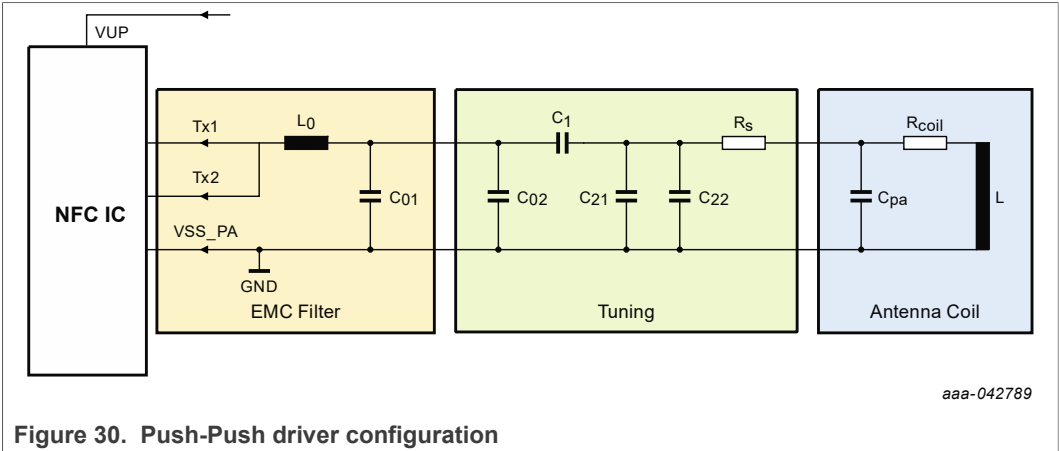 VUP
NFC IC
Tx1
Tx2
VSS_PA
GND
L0
C01
EMC Filter
C02
C1
C21
C22
Rs
Tuning
Cpa
Rcoil
L
Antenna Coil
aaa-042789
Figure 30. Push-Push driver configuration